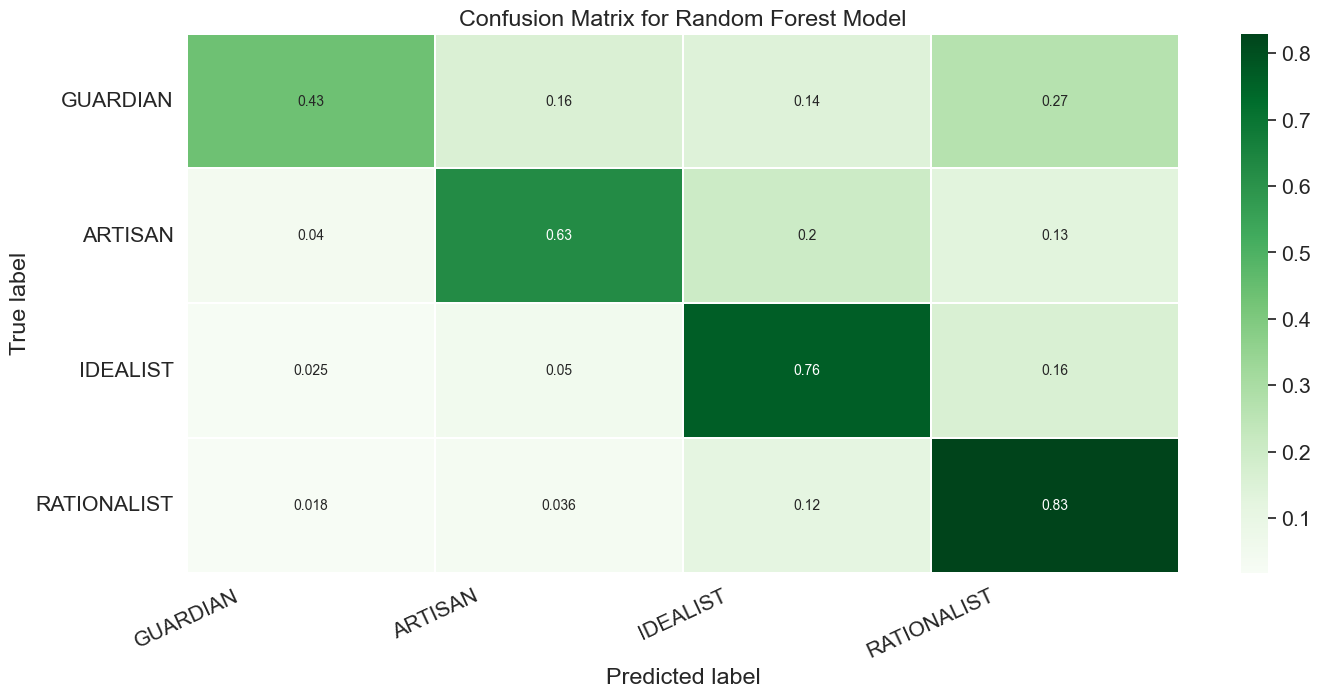 Confusion Matrix for Random Forest Model
True label
GUARDIAN
0.43 0.16 0.14 0.27
ARTISAN
0.04 0.63 0.2 0.13
IDEALIST
0.025 0.05 0.76 0.16
RATIONALIST
0.018 0.036 0.12 0.83
GUARDIAN
ARTISAN
IDEALIST
RATIONALIST
Predicted label
0.8
0.7
0.6
0.5
0.4
0.3
0.2
0.1